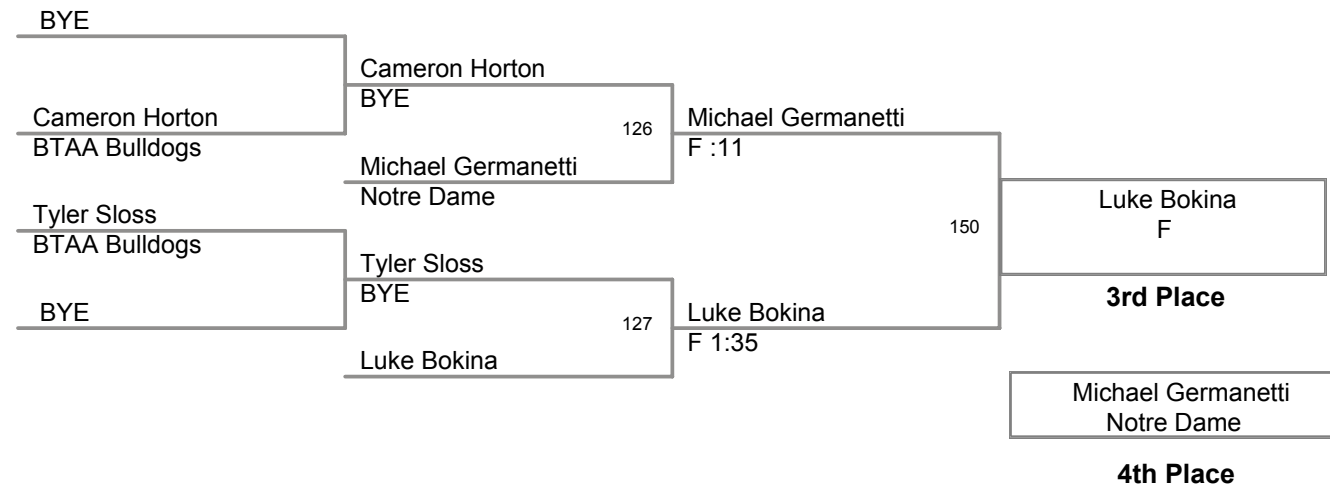 BYE
Cameron Horton
BTAA Bulldogs
Tyler Sloss
BTAA Bulldogs
BYE
Cameron Horton
BYE
126
Michael Germanetti
Notre Dame
Tyler Sloss
BYE
127
Luke Bokina
Michael Germanetti
F :11
150
Luke Bokina
F 1:35
Luke Bokina
F
3rd Place
Michael Germanetti
Notre Dame
4th Place